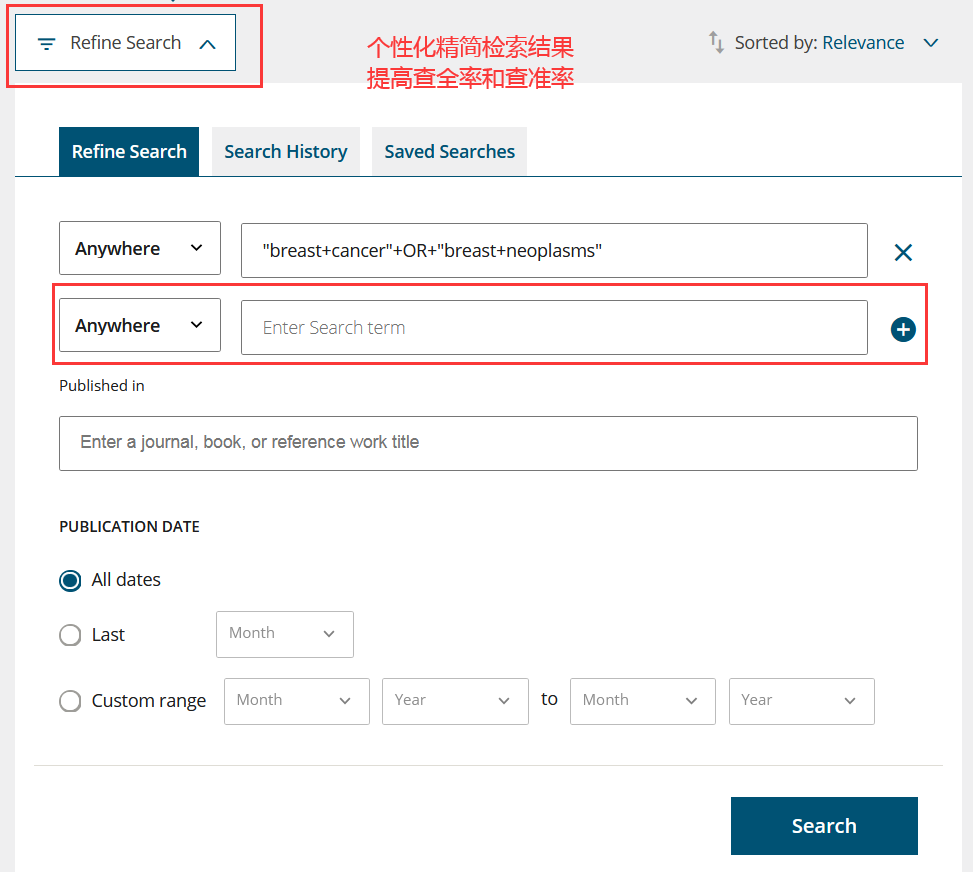 Refine Search
个性化精简检索结果
提高查全率和查准率
Sorted by: Relevance
Refine Search
Search History
Saved Searches
Anywhere
"breast+cancer"+OR+"breast+neoplasms"
Anywhere
Enter Search term
Published in
Enter a journal, book, or reference work title
PUBLICATION DATE
All dates
Last
Month
Custom range
Month
Year
to
Month
Year
Search